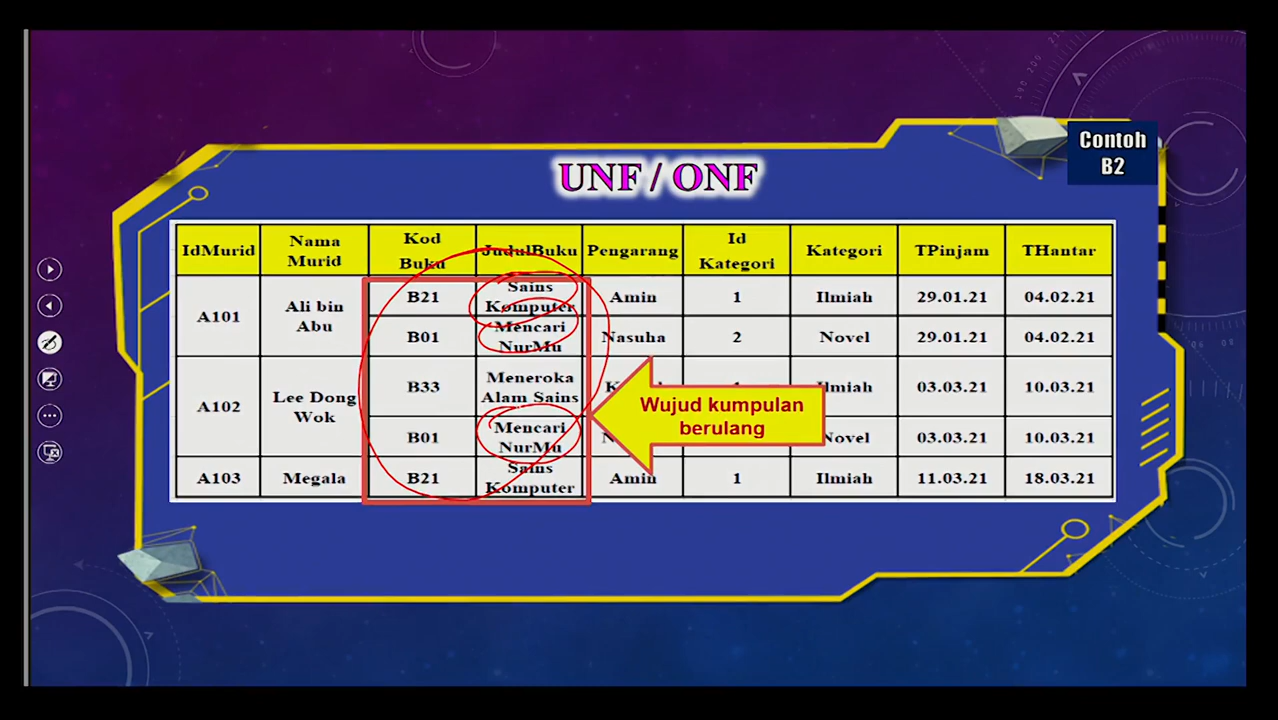 Contoh
B2
UNF / ONF
IdMurid Nama Murid Kod Buku JudulBuku Pengarang Id Kategori Kategori TPinjam THantar
A101 Ali bin Abu B21 Sains Komputer Amin 1 Ilmiah 29.01.21 04.02.21
B01 Mencari NurMu Nasuha 2 Novel 29.01.21 04.02.21
A102 Lee Dong Wok B33 Meneroka Alam Sains Ilmiah 03.03.21 10.03.21
B01 Mencari NurMu Novel 03.03.21 10.03.21
A103 Megala B21 Sains Komputer Amin 1 Ilmiah 11.03.21 18.03.21
Wujud kumpulan
berulang